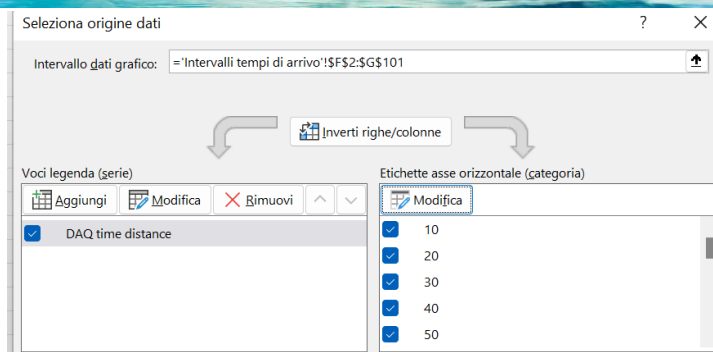 Seleziona origine dati ? ×
Intervallo dati grafico: ='Intervalli tempi di arrivo'!$F$2:$G$101
Inverti righe/colonne
Voci legenda (serie)
Aggiungi Modifica Rimuovi
DAQ time distance
Etichette asse orizzontale (categoria)
Modifica
10
20
30
40
50